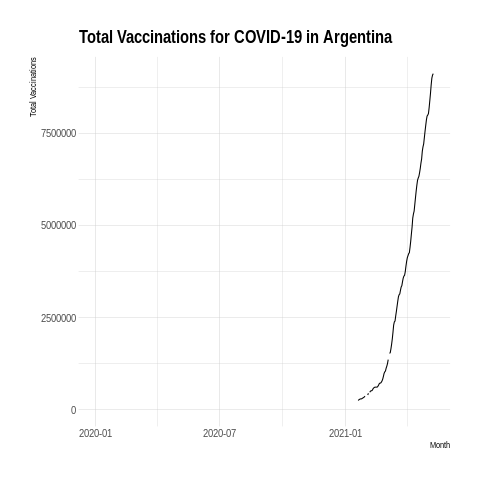 Total Vaccinations for COVID-19 in Argentina
Total Vaccinations
7500000
5000000
2500000
0
2020-01 2020-07 2021-01
Month